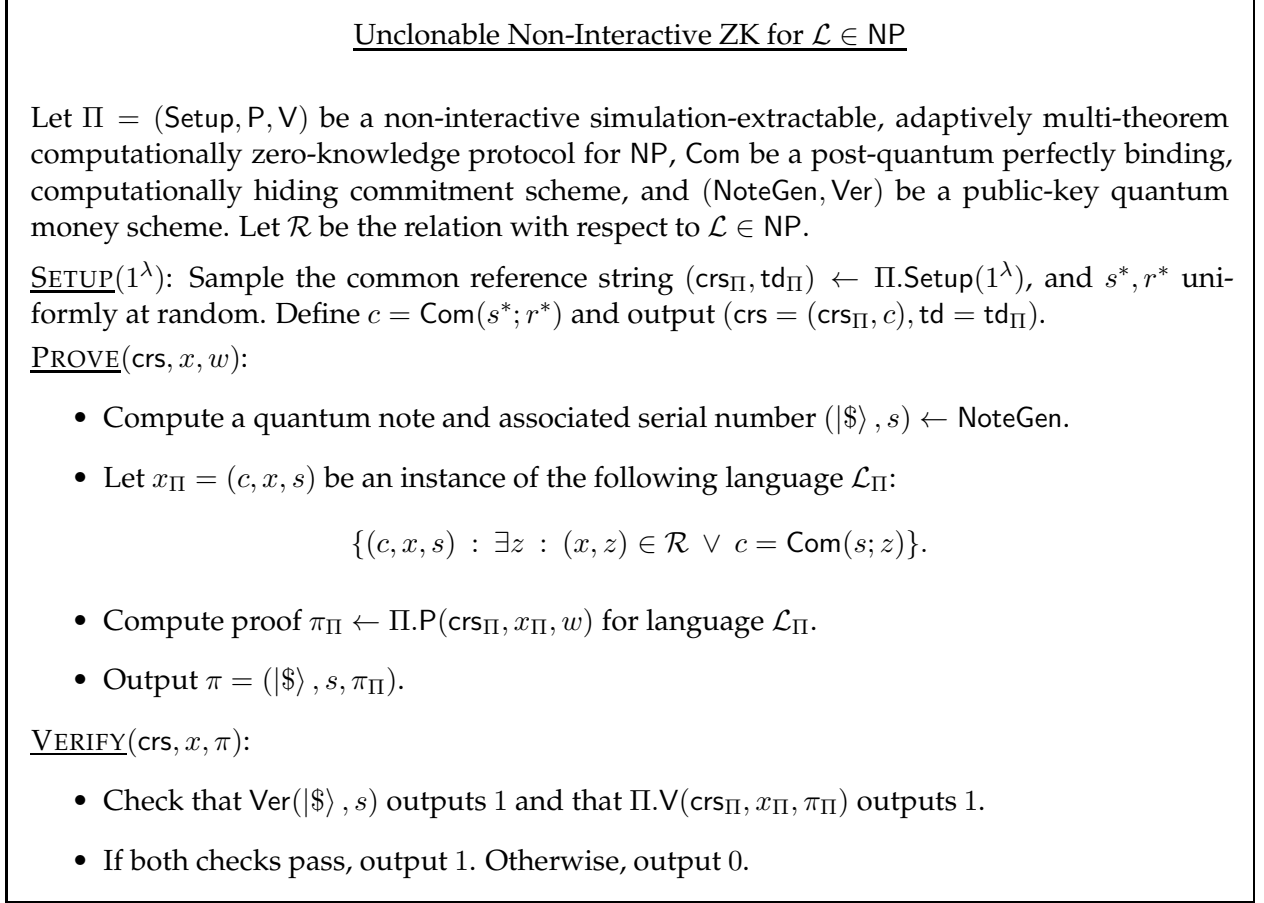 Unclonable Non-Interactive ZK for ℒ ∈ NP
Let Π = (Setup, P, V) be a non-interactive simulation-extractable, adaptively multi-theorem
computationally zero-knowledge protocol for NP, Com be a post-quantum perfectly binding,
computationally hiding commitment scheme, and (NoteGen, Ver) be a public-key quantum
money scheme. Let ℛ be the relation with respect to ℒ ∈ NP.
SETUP(1^λ): Sample the common reference string (crs_Π, td_Π) ← Π.Setup(1^λ), and s*, r* uni-
formly at random. Define c = Com(s*; r*) and output (crs = (crs_Π, c), td = td_Π).
PROVE(crs, x, w):
• Compute a quantum note and associated serial number (|$⟩, s) ← NoteGen.
• Let x_Π = (c, x, s) be an instance of the following language ℒ_Π:
{(c, x, s) : ∃z : (x, z) ∈ ℛ ∨ c = Com(s; z)}.
• Compute proof π_Π ← Π.P(crs_Π, x_Π, w) for language ℒ_Π.
• Output π = (|$⟩, s, π_Π).
VERIFY(crs, x, π):
• Check that Ver(|$⟩, s) outputs 1 and that Π.V(crs_Π, x_Π, π_Π) outputs 1.
• If both checks pass, output 1. Otherwise, output 0.